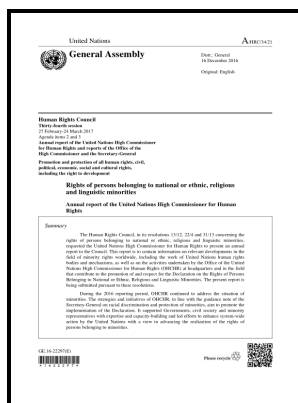 United Nations
A/HRC/34/21
General Assembly
Distr.: General
16 December 2016
Original: English
Human Rights Council
Thirty-fourth session
27 February-24 March 2017
Agenda items 2 and 3
Annual report of the United Nations High Commissioner
for Human Rights and reports of the Office of the
High Commissioner and the Secretary-General
Promotion and protection of all human rights, civil,
political, economic, social and cultural rights,
including the right to development
Rights of persons belonging to national or ethnic, religious
and linguistic minorities
Annual report of the United Nations High Commissioner for Human
Rights
Summary
The Human Rights Council, in its resolutions 13/12, 22/4 and 31/13 concerning the
rights of persons belonging to national or ethnic, religious and linguistic minorities,
requested the United Nations High Commissioner for Human Rights to present an annual
report to the Council. This report is to contain information on relevant developments in the
field of minority rights worldwide, including the work of United Nations human rights
bodies and mechanisms, as well as on the activities undertaken by the Office of the United
Nations High Commissioner for Human Rights (OHCHR) at headquarters and in the field
that contribute to the promotion of and respect for the Declaration on the Rights of Persons
Belonging to National or Ethnic, Religious and Linguistic Minorities. The present report is
being submitted pursuant to these resolutions.
During the 2016 reporting period, OHCHR continued to address the situation of
minorities. The strategies and initiatives of OHCHR, in line with the guidance note of the
Secretary-General on racial discrimination and protection of minorities, aim to promote the
implementation of the Declaration. It supported Governments, civil society and minority
representatives with expertise and capacity-building and led efforts to enhance system-wide
action by the United Nations with a view to advancing the realization of the rights of
persons belonging to minorities.
GE.16-22297(E)
*1622297*
Please recycle